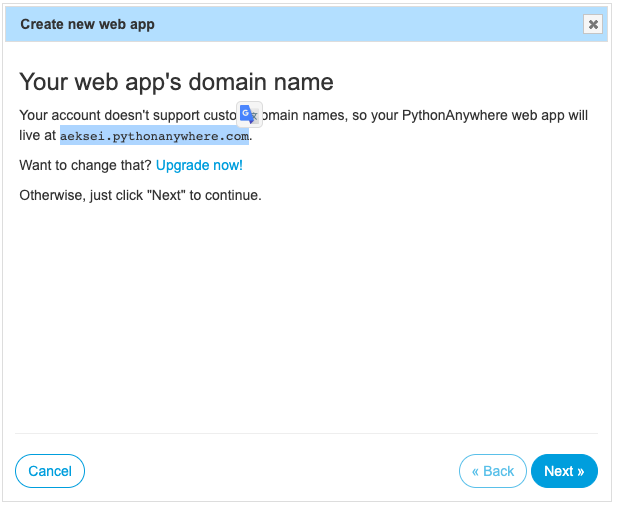 Create new web app
Your web app's domain name
Your account doesn't support custo omain names, so your PythonAnywhere web app will
live at aeksei.pythonanywhere.com.
Want to change that? Upgrade now!
Otherwise, just click "Next" to continue.
Cancel
« Back
Next »